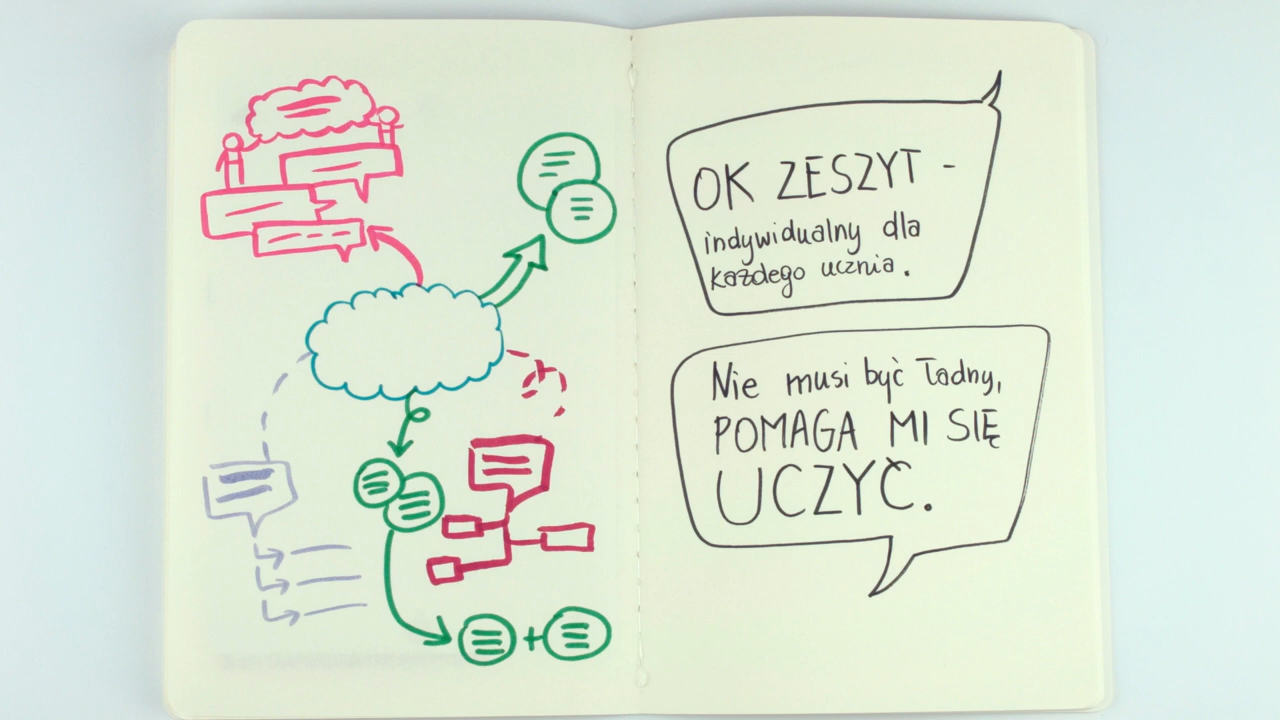 OK ZESZYT -
indywidualny dla
każdego ucznia.
Nie musi być ładny,
POMAGA MI SIĘ
UCZYĆ.